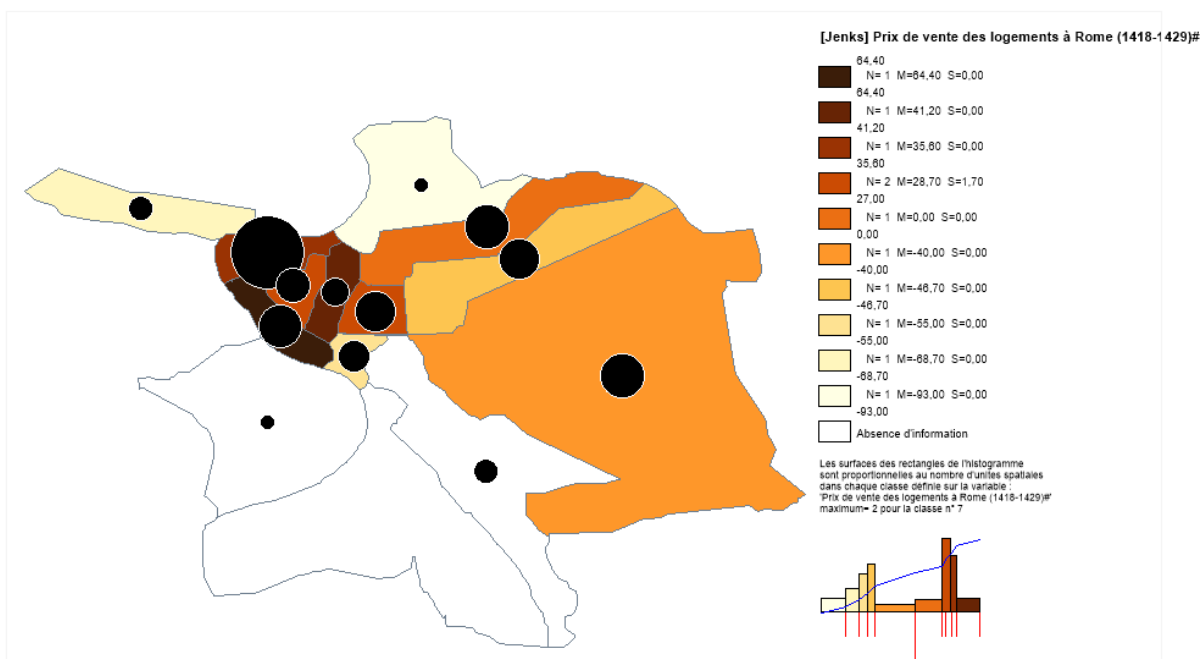 [Jenks] Prix de vente des logements à Rome (1418-1429)#
64,40
N= 1 M=64,40 S=0,00
64,40
N= 1 M=41,20 S=0,00
41,20
N= 1 M=35,60 S=0,00
35,60
N= 2 M=28,70 S=1,70
27,00
N= 1 M=0,00 S=0,00
0,00
N= 1 M=-40,00 S=0,00
-40,00
N= 1 M=-46,70 S=0,00
-46,70
N= 1 M=-55,00 S=0,00
-55,00
N= 1 M=-68,70 S=0,00
-68,70
N= 1 M=-93,00 S=0,00
-93,00
Absence d'information
Les surfaces des rectangles de l'histogramme
sont proportionnelles au nombre d'unites spatiales
dans chaque classe définie sur la variable :
'Prix de vente des logements à Rome (1418-1429)#'
maximum= 2 pour la classe n° 7